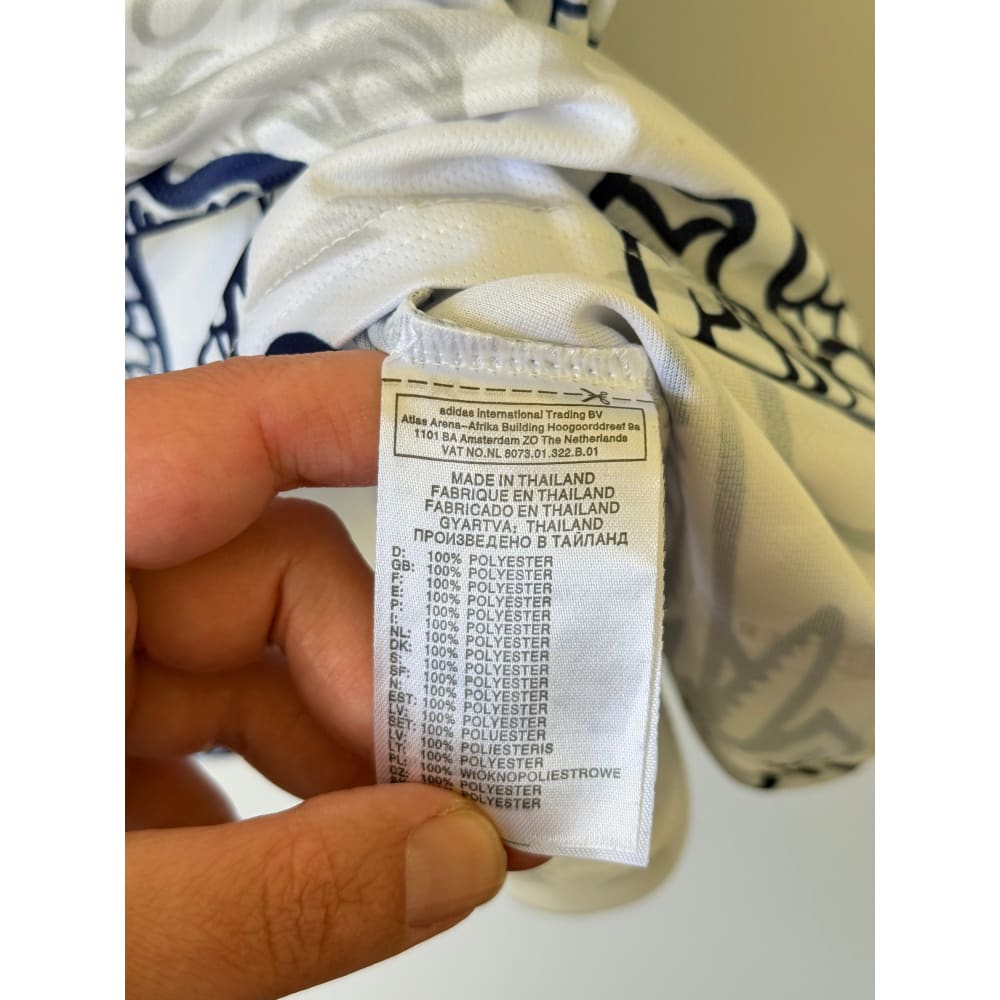 adidas International Trading BV
Atlas Arena-Afrika Building Hoogoorddreef 9a
1101 BA Amsterdam ZO The Netherlands
VAT NO.NL 8073.01.322.B.01
MADE IN THAILAND
FABRIQUE EN THAILAND
FABRICADO EN THAILAND
GYARTVA: THAILAND
ПРОИЗВЕДЕНО В ТАЙЛАНД
D: 100% POLYESTER
GB: 100% POLYESTER
F: 100% POLYESTER
E: 100% POLYESTER
P: 100% POLYESTER
I: 100% POLYESTER
NL: 100% POLYESTER
DK: 100% POLYESTER
S: 100% POLYESTER
SF: 100% POLYESTER
N: 100% POLYESTER
EST: 100% POLYESTER
LV: 100% POLYESTER
SET: 100% POLUESTER
LV: 100% POLIESTERIS
LT: 100% POLYESTER
PL: 100% WIOKNOPOLIESTROWE
CZ: 100% POLYESTER
POLYESTER